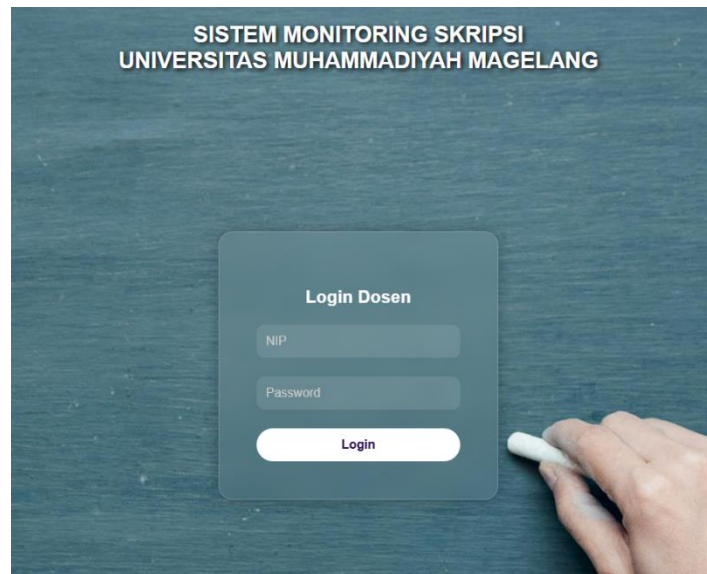 SISTEM MONITORING SKRIPSI
UNIVERSITAS MUHAMMADIYAH MAGELANG
Login Dosen
NIP
Password
Login